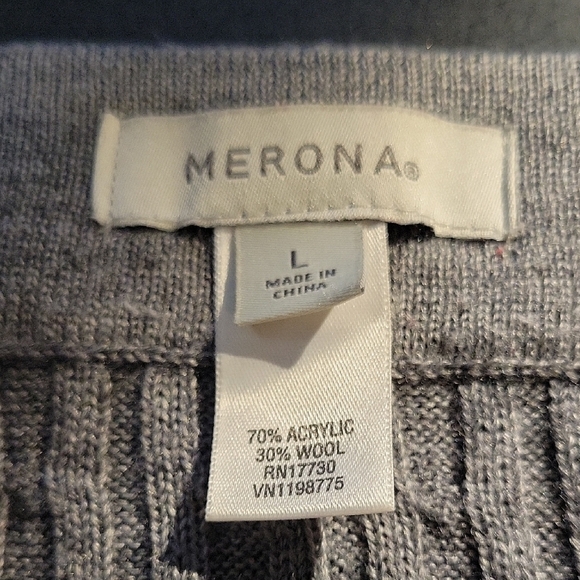 MERONA®
L
MADE IN
CHINA
70% ACRYLIC
30% WOOL
RN17730
VN1198775